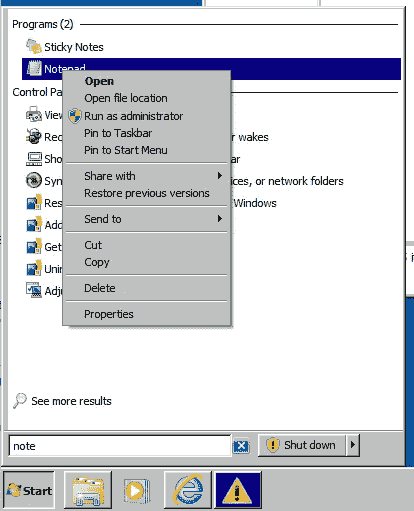 Programs (2)
Sticky Notes
Notepad
Open
Open file location
Run as administrator
Pin to Taskbar
Pin to Start Menu
Share with
Restore previous versions
Send to
Cut
Copy
Delete
Properties
Control Pa
View
Rec
r wakes
Sho
ar
Syn
ices, or network folders
Res
Windows
Add
Get
Unin
Adju
See more results
note
Shut down
Start